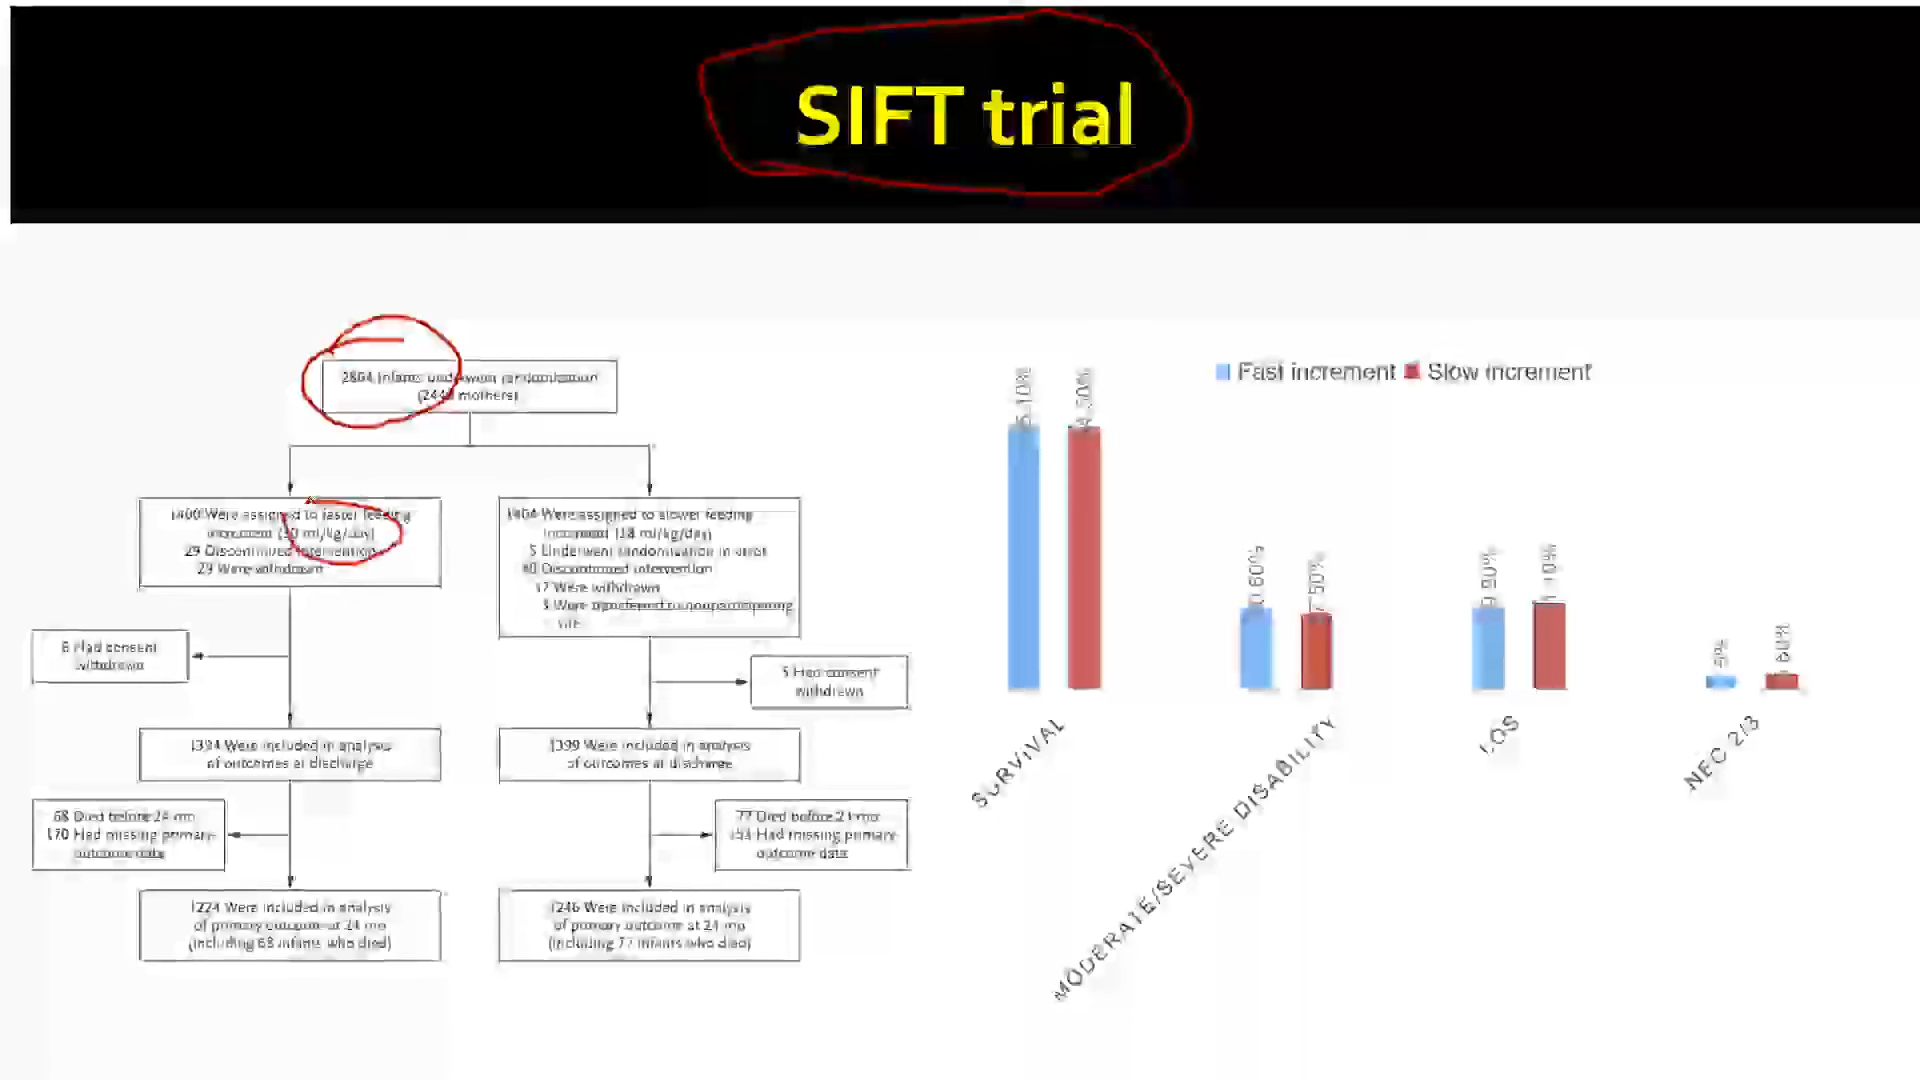 SIFT trial
2804 Infants underwent randomization
(244 mothers)
1400 Were assigned to faster feeding
increment (30 ml/kg/day)
29 Discontinued intervention
29 Were withdrawn
1404 Were assigned to slower feeding
increment (18 ml/kg/day)
5 Underwent randomization in error
Discontinued intervention
17 Were withdrawn
3 Were transferred to nonparticipating
site
6 Had consent
withdrawn
5 Had consent
withdrawn
1394 Were included in analysis
of outcomes at discharge
1399 Were included in analysis
of outcomes at discharge
68 Died before 24 mo
170 Had missing primary
outcome data
77 Died before 24 mo
153 Had missing primary
outcome data
1224 Were included in analysis
of primary outcome at 24 mo
(including 68 infants who died)
1246 Were included in analysis
of primary outcome at 24 mo
(including 77 infants who died)
Fast increment
Slow increment
SURVIVAL
MODERATE/SEVERE DISABILITY
LOS
NEC 2/3